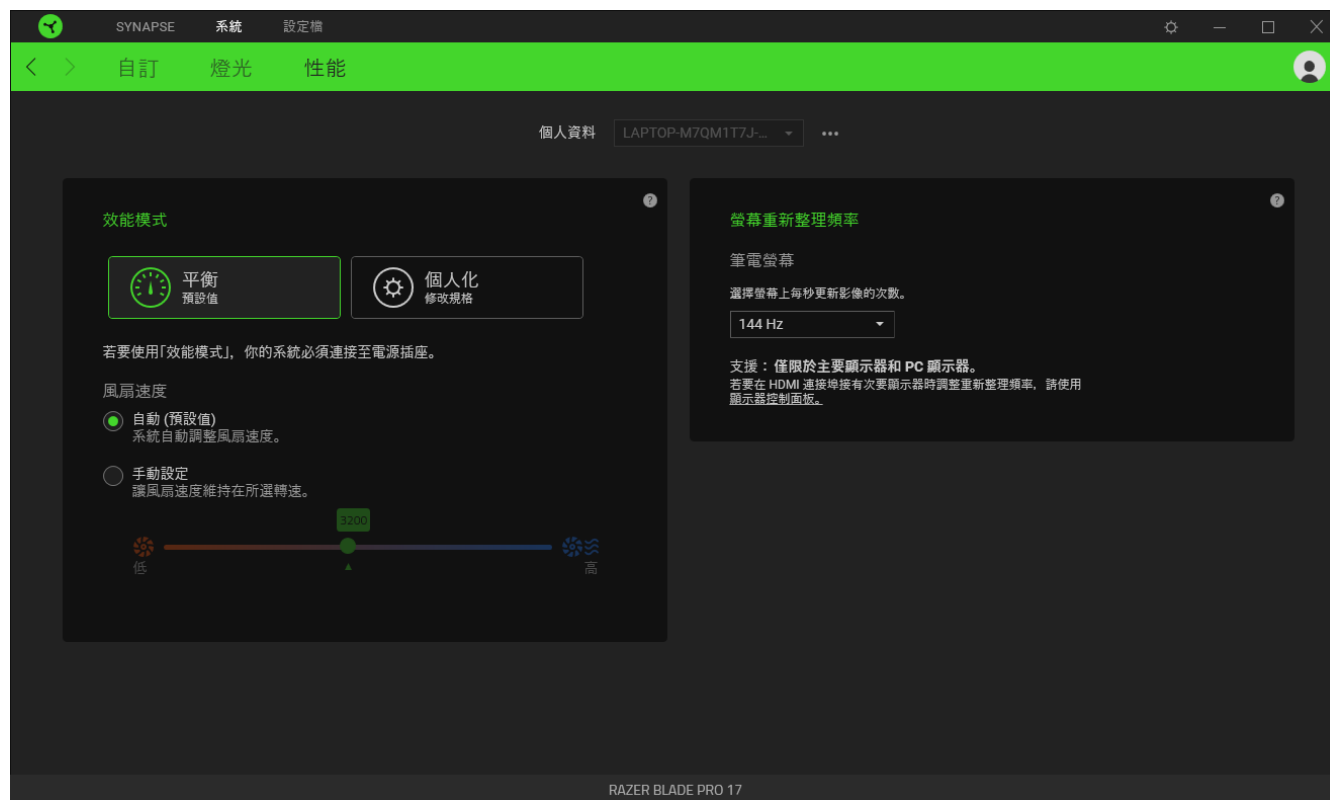 SYNAPSE 系統 設定檔
自訂 燈光 性能
個人資料 LAPTOP-M7QM1T7J-... •••
效能模式
平衡
預設值
個人化
修改規格
若要使用「效能模式」，你的系統必須連接至電源插座。
風扇速度
自動 (預設值)
系統自動調整風扇速度。
手動設定
讓風扇速度維持在所選轉速。
3200
低
高
螢幕重新整理頻率
筆電螢幕
選擇螢幕上每秒更新影像的次數。
144 Hz
支援：僅限於主要顯示器和 PC 顯示器。
若要在 HDMI 連接埠接有次要顯示器時調整重新整理頻率，請使用
顯示器控制面板。
RAZER BLADE PRO 17